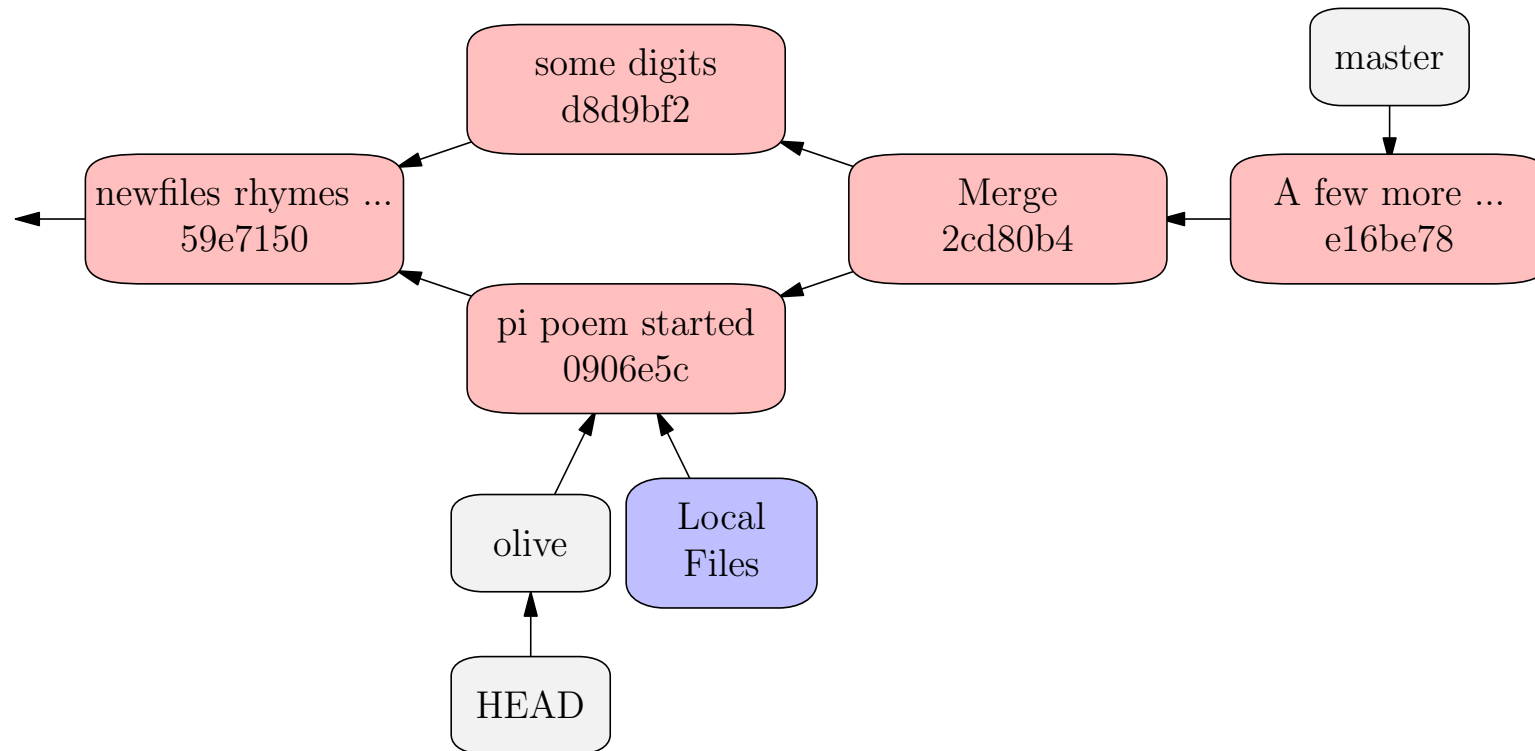 some digits
d8d9bf2
master
newfiles rhymes ...
59e7150
Merge
2cd80b4
A few more ...
e16be78
pi poem started
0906e5c
olive
Local
Files
HEAD